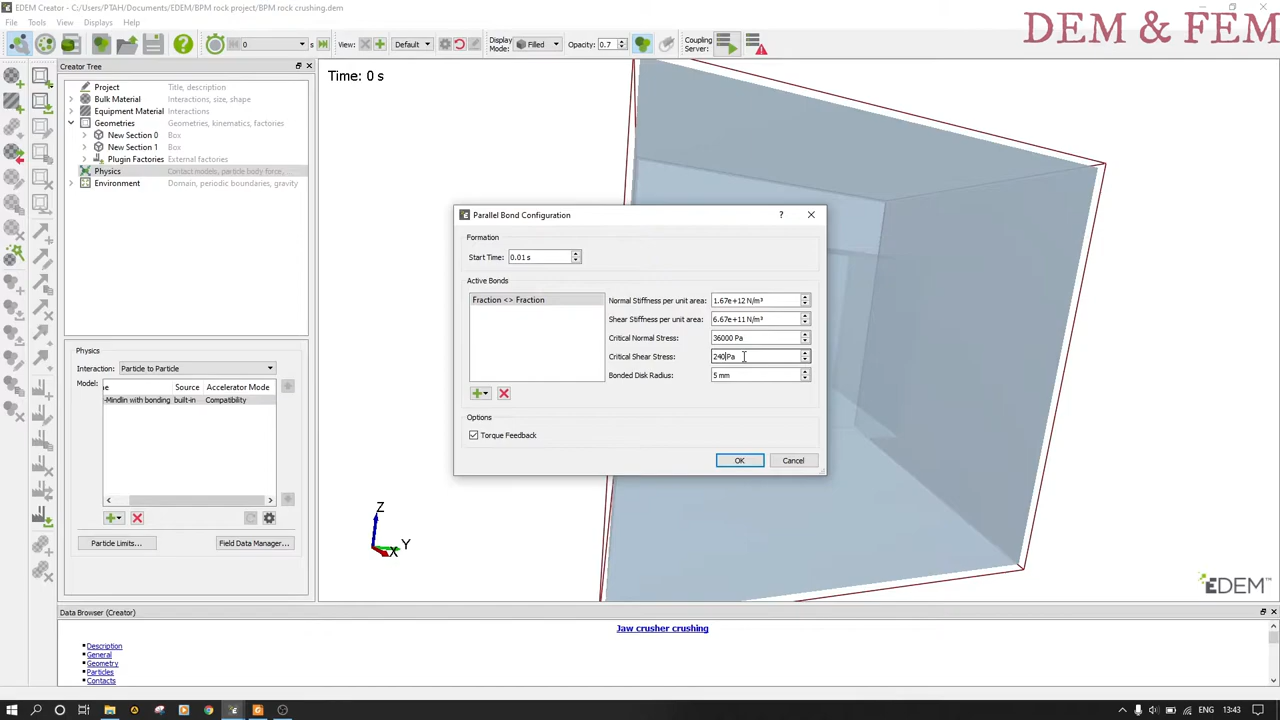 EDEM Creator - C:/Users/PTAH/Documents/EDEM/BPM rock project/BPM rock crushing.dem
DEM & FEM
File Tools View Displays Help
0
View:
Default
Display Mode:
Filled
Opacity: 0.7
Coupling Server:
Creator Tree
Time: 0 s
Project Title, description
Bulk Material Interactions, size, shape
Equipment Material Interactions
Geometries Geometries, kinematics, factories
New Section 0 Box
New Section 1 Box
Plugin Factories External factories
Physics Contact models, particle body force,
Environment Domain, periodic boundaries, gravity
Parallel Bond Configuration
?
Formation
Start Time: 0.01 s
Active Bonds
Fraction <> Fraction
Normal Stiffness per unit area: 1.67e+12 N/m³
Shear Stiffness per unit area: 6.67e+11 N/m³
Critical Normal Stress: 36000 Pa
Critical Shear Stress: 240 Pa
Bonded Disk Radius: 5 mm
Options
Torque Feedback
OK Cancel
Physics
Interaction: Particle to Particle
Model:
e Source Accelerator Mode
-Mindlin with bonding built-in Compatibility
Particle Limits... Field Data Manager...
Z
Y
X
EDEM
Data Browser (Creator)
Jaw crusher crushing
Description
General
Geometry
Particles
Contacts
ENG 13:43